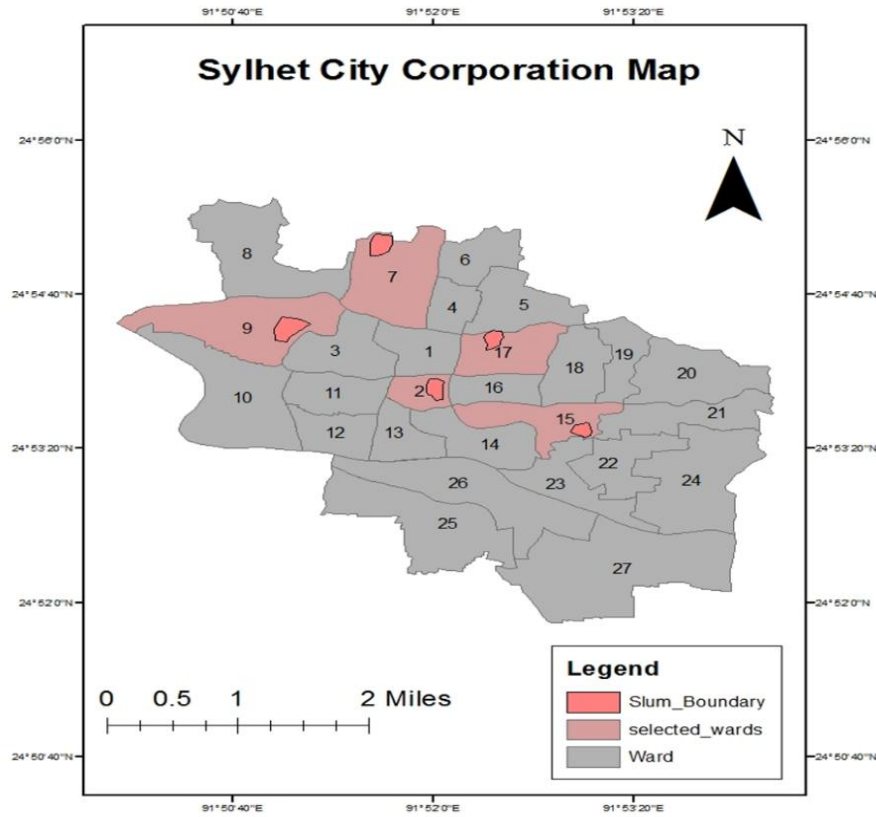 91°50'40"E 91°52'0"E 91°53'20"E
Sylhet City Corporation Map
24°56'0"N 24°56'0"N
N
8
6
7
24°54'40"N 24°54'40"N
4 5
9
3 1 17
18 19
20
10 11 2 16
21
15
12 13
14
24°53'20"N 24°53'20"N
22
26 23 24
25
27
24°52'0"N 24°52'0"N
Legend
0 0.5 1 2 Miles
Slum_Boundary
selected_wards
Ward
24°50'40"N 24°50'40"N
91°50'40"E 91°52'0"E 91°53'20"E